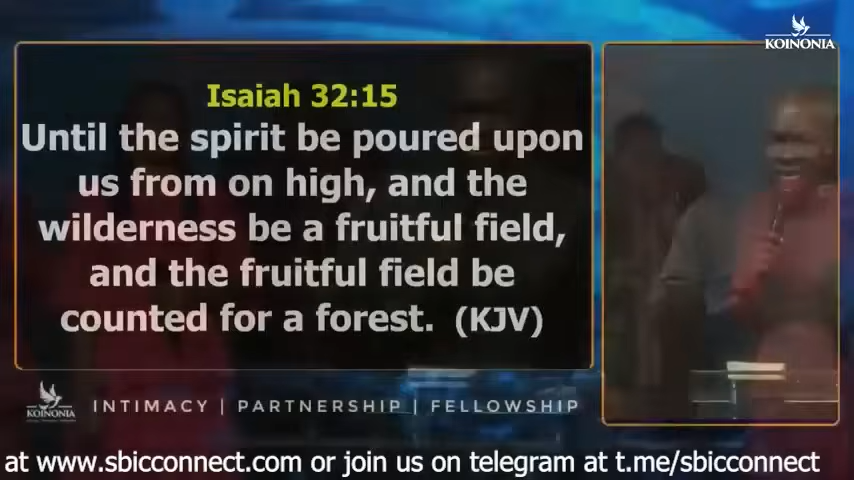 KOINONIA
Isaiah 32:15
Until the spirit be poured upon
us from on high, and the
wilderness be a fruitful field,
and the fruitful field be
counted for a forest. (KJV)
KOINONIA
INTIMACY | PARTNERSHIP | FELLOWSHIP
at www.sbicconnect.com or join us on telegram at t.me/sbicconnect